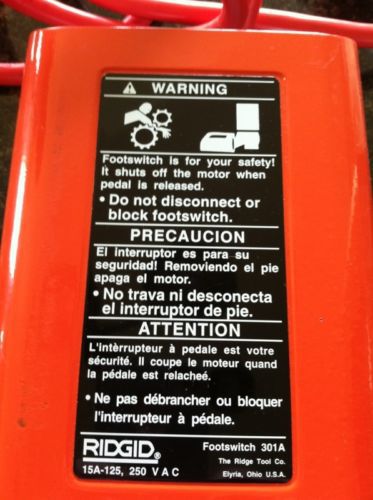 WARNING
Footswitch is for your safety!
It shuts off the motor when
pedal is released.
• Do not disconnect or
block footswitch.
PRECAUCION
El interruptor es para su
seguridad! Removiendo el pie
apaga el motor.
• No trava ni desconecta
el interruptor de pie.
ATTENTION
L'intèrrupteur à pedale est votre
sécurité. Il coupe le moteur quand
la pédale est relacheé.
• Ne pas débrancher ou bloquer
l'interrupteur à pédale.
RIDGID® Footswitch 301A
The Ridge Tool Co.
15A-125, 250 V A C Elyria, Ohio U.S.A.